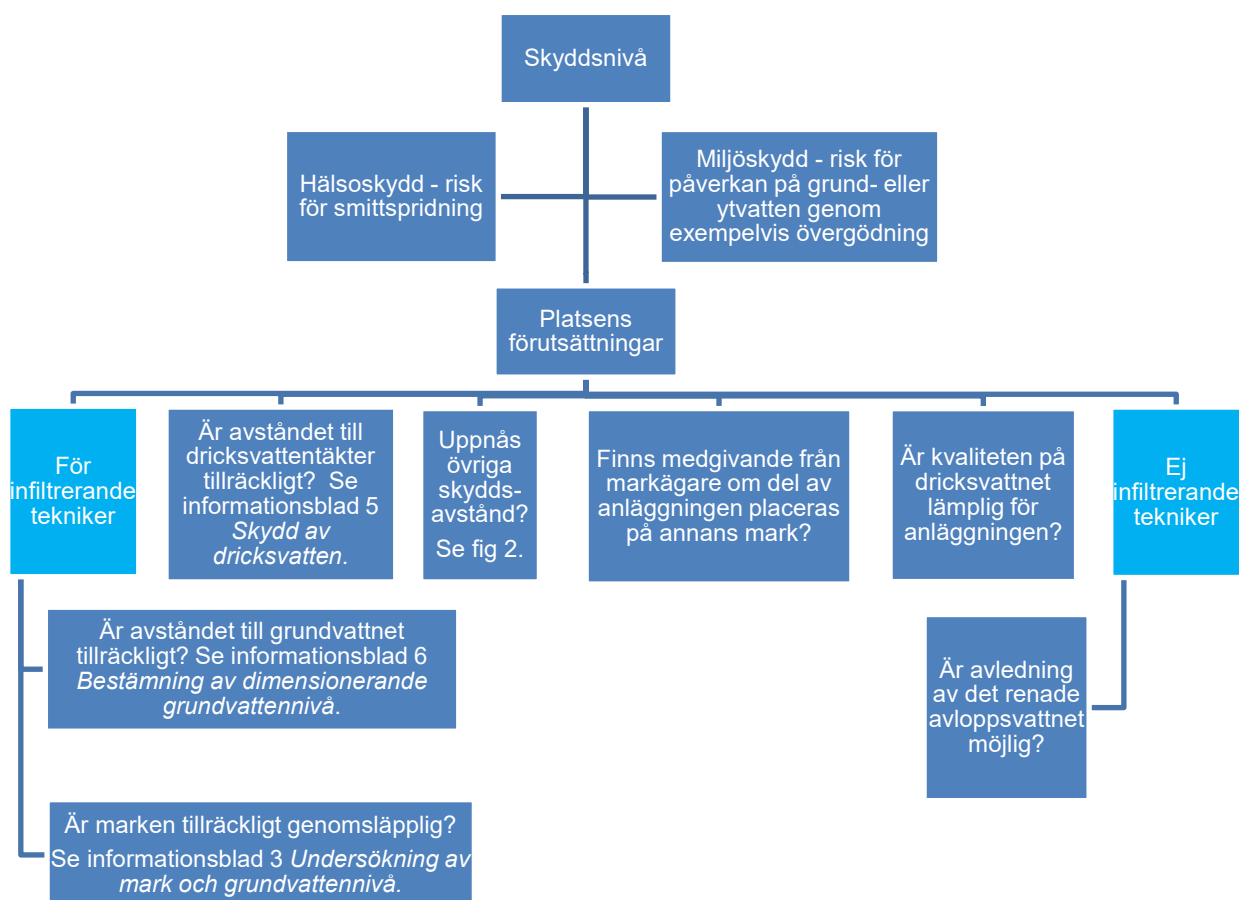 Skyddsnivå
Hälsoskydd - risk
för smittspridning
Miljöskydd - risk för
påverkan på grund- eller
ytvatten genom
exempelvis övergödning
Platsens
förutsättningar
För
infiltrerande
tekniker
Är avståndet till
dricksvattentäkter
tillräckligt? Se
informationsblad 5
Skydd av
dricksvatten.
Uppnås
övriga
skydds-
avstånd?
Se fig 2.
Finns medgivande från
markägare om del av
anläggningen placeras
på annans mark?
Är kvaliteten på
dricksvattnet
lämplig för
anläggningen?
Ej
infiltrerande
tekniker
Är avståndet till grundvattnet
tillräckligt? Se informationsblad 6
Bestämning av dimensionerande
grundvattennivå.
Är marken tillräckligt genomsläpplig?
Se informationsblad 3 Undersökning av
mark och grundvattennivå.
Är avledning
av det renade
avloppsvattnet
möjlig?